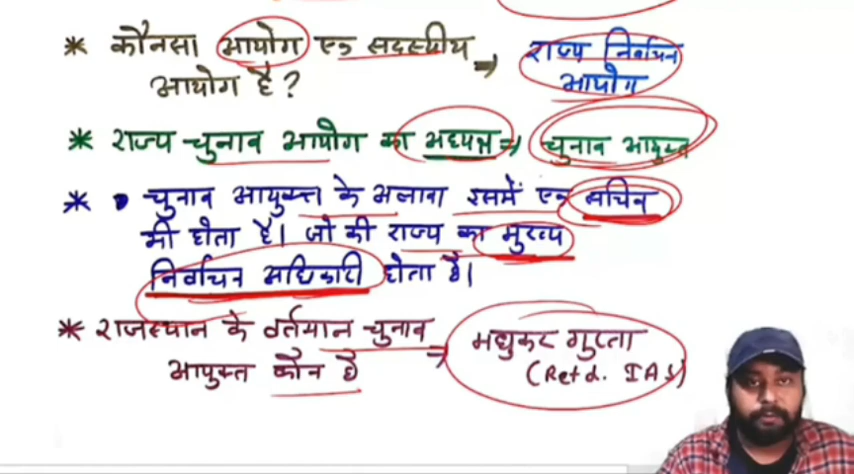 * कौनसा आयोग एक सदस्यीय ⇒ राज्य निर्वाचन
आयोग है? आयोग
* राज्य चुनाव आयोग का अध्यक्ष ⇒ चुनाव आयुक्त
* • चुनाव आयुक्त के अलावा इसमें एक सचिव
भी होता है। जो की राज्य का मुख्य
निर्वाचन अधिकारी होता है।
* राजस्थान के वर्तमान चुनाव ⇒ मधुकर गुप्ता
आयुक्त कौन है (Retd. IAS)